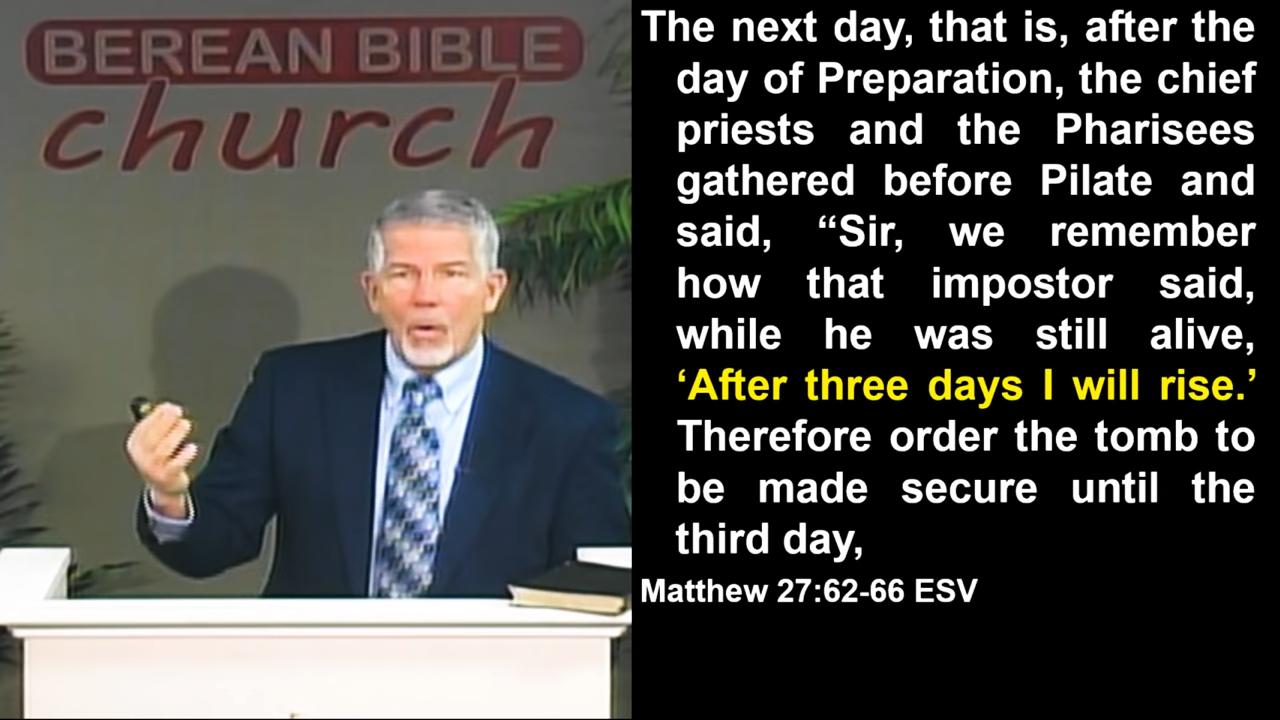 BEREAN BIBLE
church
The next day, that is, after the
day of Preparation, the chief
priests and the Pharisees
gathered before Pilate and
said, “Sir, we remember
how that impostor said,
while he was still alive,
‘After three days I will rise.’
Therefore order the tomb to
be made secure until the
third day,
Matthew 27:62-66 ESV